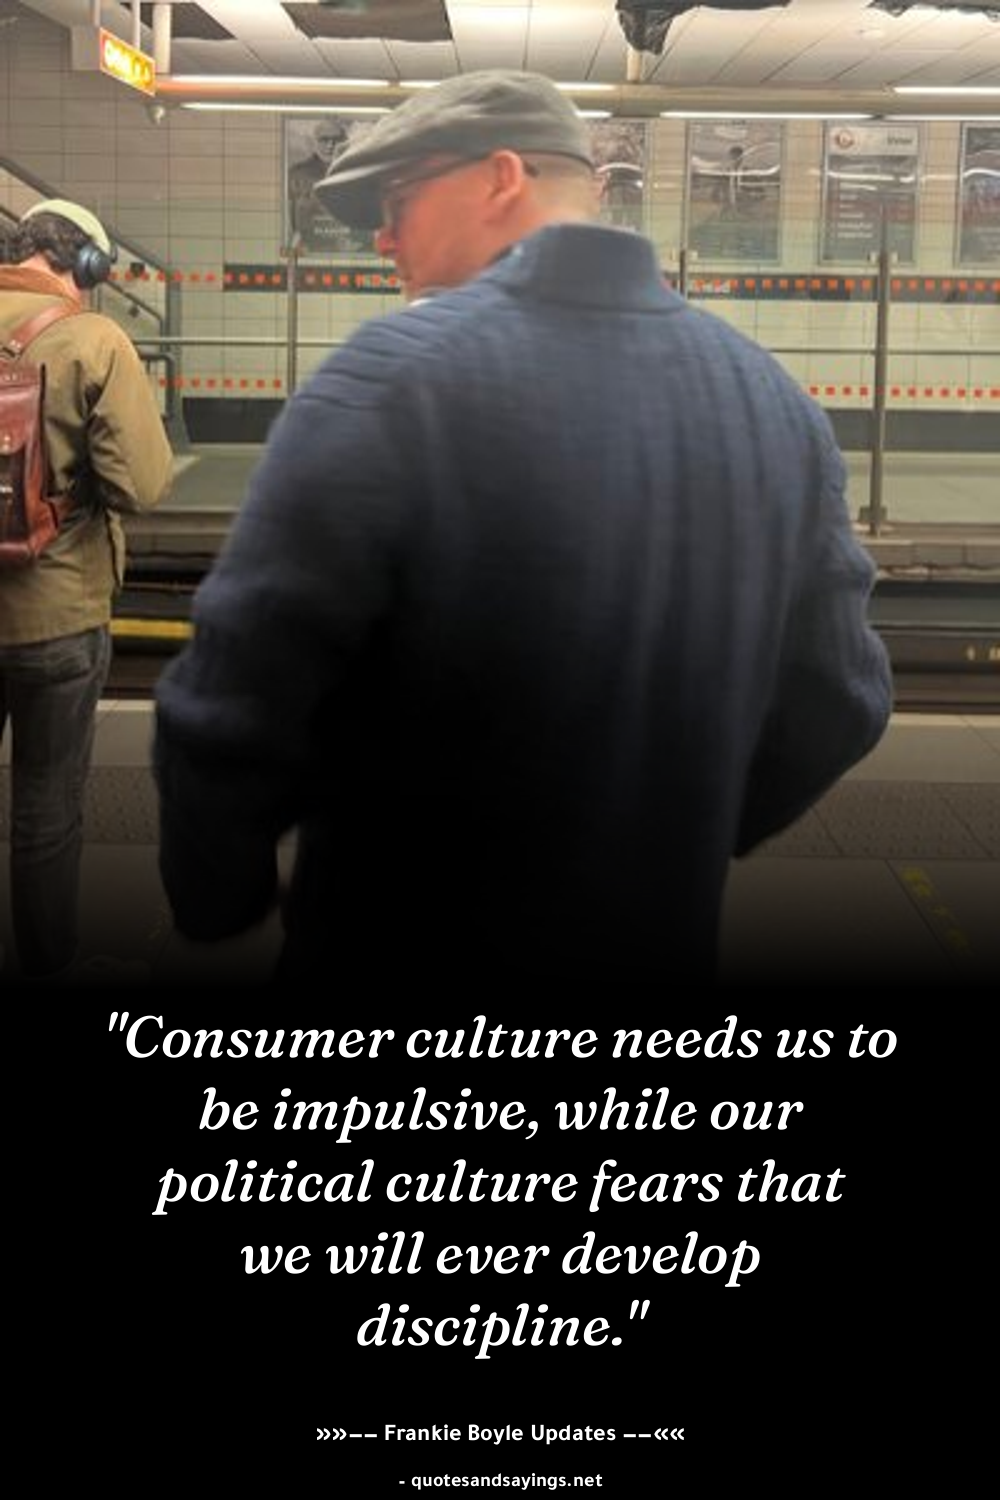 "Consumer culture needs us to
be impulsive, while our
political culture fears that
we will ever develop
discipline."
»»−− Frankie Boyle Updates −−««
- quotesandsayings.net